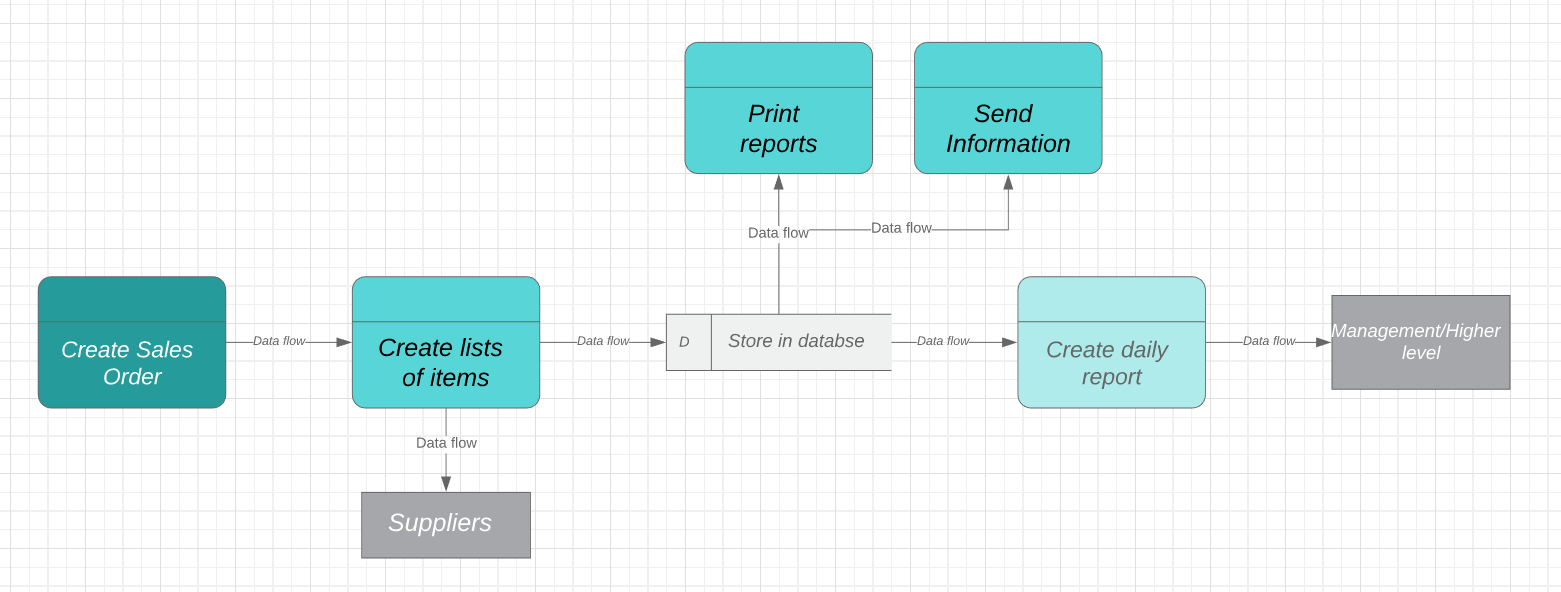 Print
reports
Send
Information
Data flow
Data flow
Create Sales
Order
Data flow
Create lists
of items
Data flow
D
Store in databse
Data flow
Create daily
report
Data flow
Management/Higher
level
Data flow
Suppliers